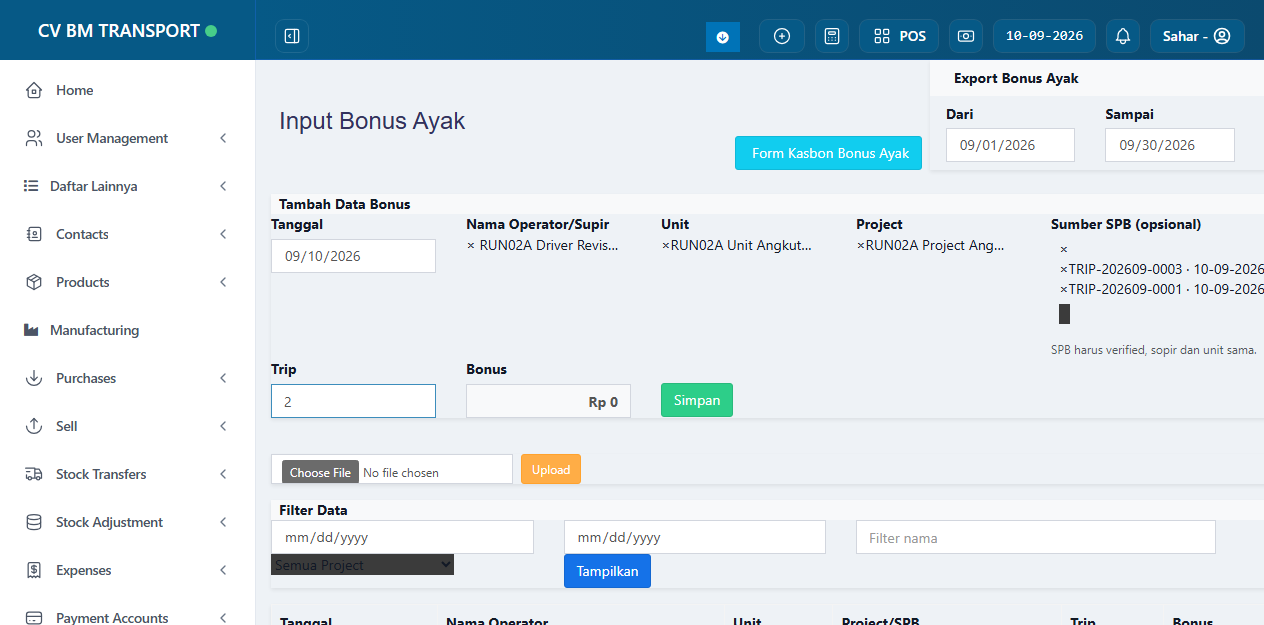 CV BM TRANSPORT
POS
10-09-2026
Sahar -
Home
User Management
Daftar Lainnya
Contacts
Products
Manufacturing
Purchases
Sell
Stock Transfers
Stock Adjustment
Expenses
Payment Accounts
Input Bonus Ayak
Form Kasbon Bonus Ayak
Export Bonus Ayak
Dari
Sampai
09/01/2026
09/30/2026
Tambah Data Bonus
Tanggal
Nama Operator/Supir
Unit
Project
Sumber SPB (opsional)
09/10/2026
× RUN02A Driver Revis...
×RUN02A Unit Angkut...
×RUN02A Project Ang...
×
×TRIP-202609-0003 · 10-09-2026
×TRIP-202609-0001 · 10-09-2026
SPB harus verified, sopir dan unit sama.
Trip
Bonus
2
Rp 0
Simpan
Choose File No file chosen
Upload
Filter Data
mm/dd/yyyy
mm/dd/yyyy
Filter nama
Semua Project
Tampilkan
Tanggal
Nama Operator
Unit
Project/SPB
Trip
Bonus